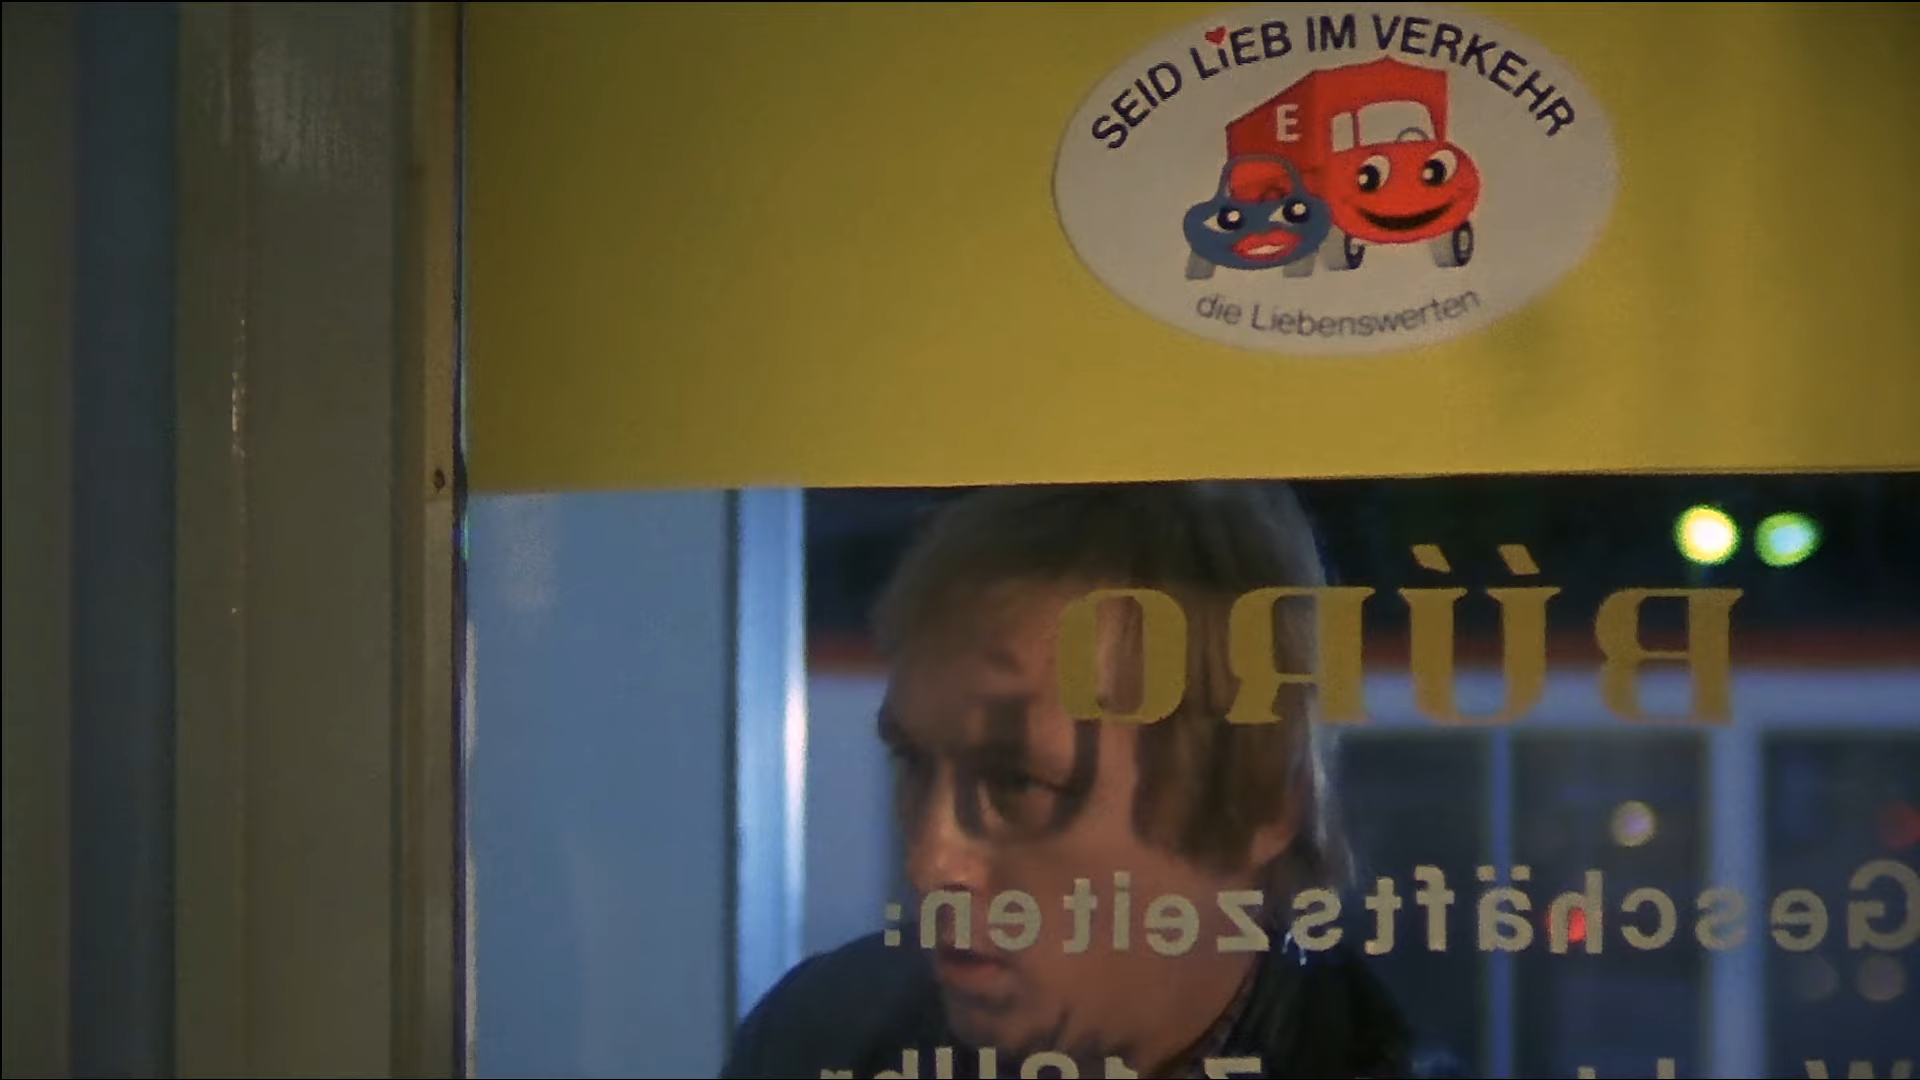 SEID LiEB IM VERKEHR
E
die Liebenswerten
BÜRO
Geschäftszeiten: